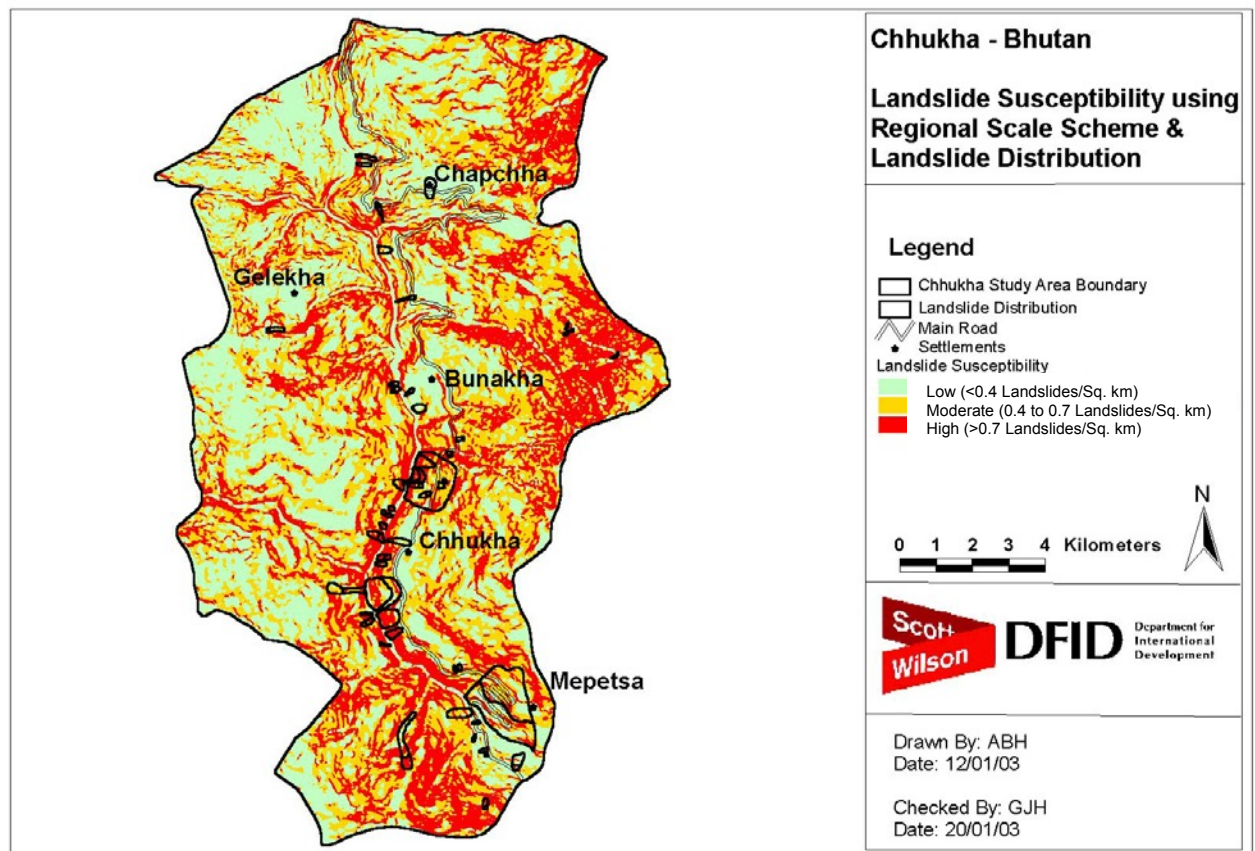 Chapchha
Gelekha
Bunakha
Chhukha
Mepetsa
Chhukha - Bhutan
Landslide Susceptibility using
Regional Scale Scheme &
Landslide Distribution
Legend
Chhukha Study Area Boundary
Landslide Distribution
Main Road
Settlements
Landslide Susceptibility
Low (<0.4 Landslides/Sq. km)
Moderate (0.4 to 0.7 Landslides/Sq. km)
High (>0.7 Landslides/Sq. km)
N
0 1 2 3 4 Kilometers
Scott
Wilson
DFID
Department for
International
Development
Drawn By: ABH
Date: 12/01/03
Checked By: GJH
Date: 20/01/03